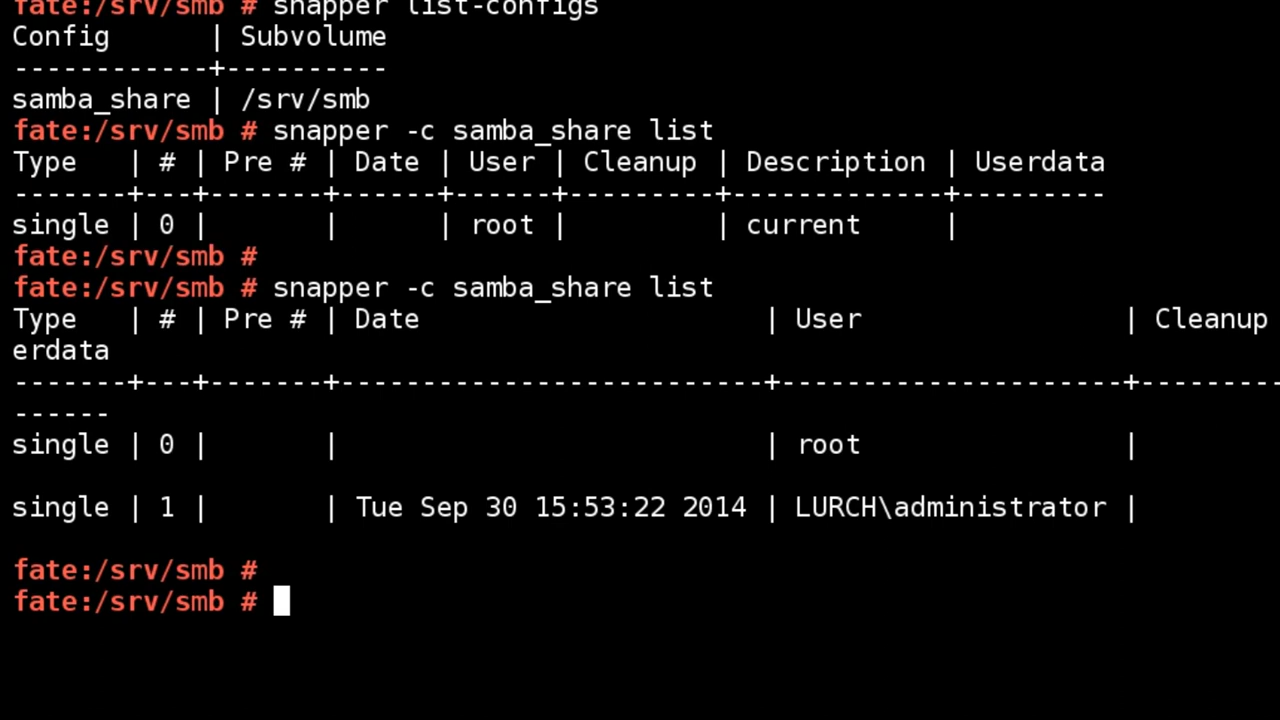 fate:/srv/smb # snapper list-configs
Config      | Subvolume
------------+----------
samba_share | /srv/smb
fate:/srv/smb # snapper -c samba_share list
Type   | # | Pre # | Date | User | Cleanup | Description | Userdata
-------+---+-------+------+------+---------+-------------+---------
single | 0 |       |      | root |         | current     |
fate:/srv/smb #
fate:/srv/smb # snapper -c samba_share list
Type   | # | Pre # | Date                     | User                | Cleanup
erdata
-------+---+-------+--------------------------+---------------------+---------
------
single | 0 |       |                          | root                |
single | 1 |       | Tue Sep 30 15:53:22 2014 | LURCH\administrator |
fate:/srv/smb #
fate:/srv/smb #